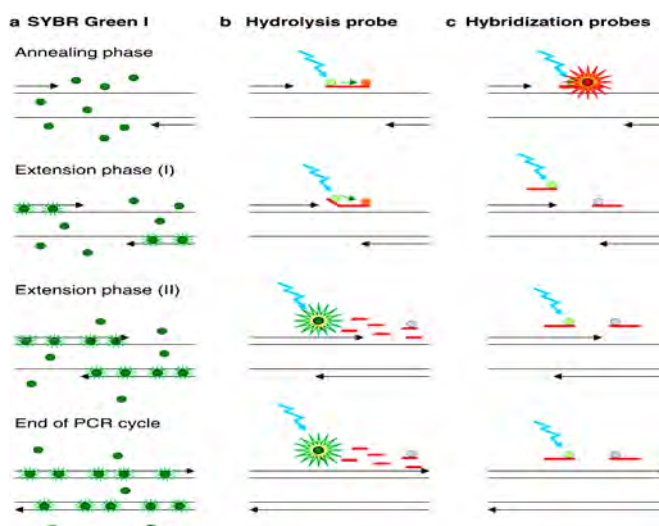 a SYBR Green I b Hydrolysis probe c Hybridization probes
Annealing phase
Extension phase (I)
Extension phase (II)
End of PCR cycle